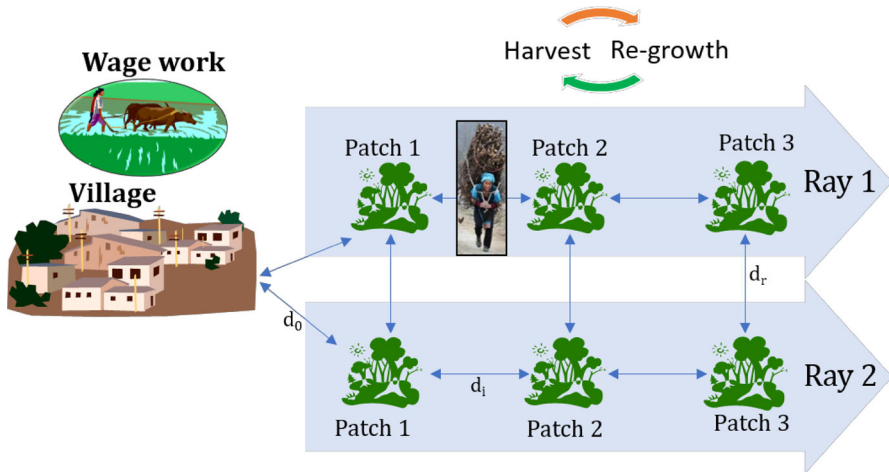 Wage work
Harvest Re-growth
Patch 1
Patch 2
Patch 3
Ray 1
Village
d₀
dᵣ
dᵢ
Ray 2
Patch 1
Patch 2
Patch 3